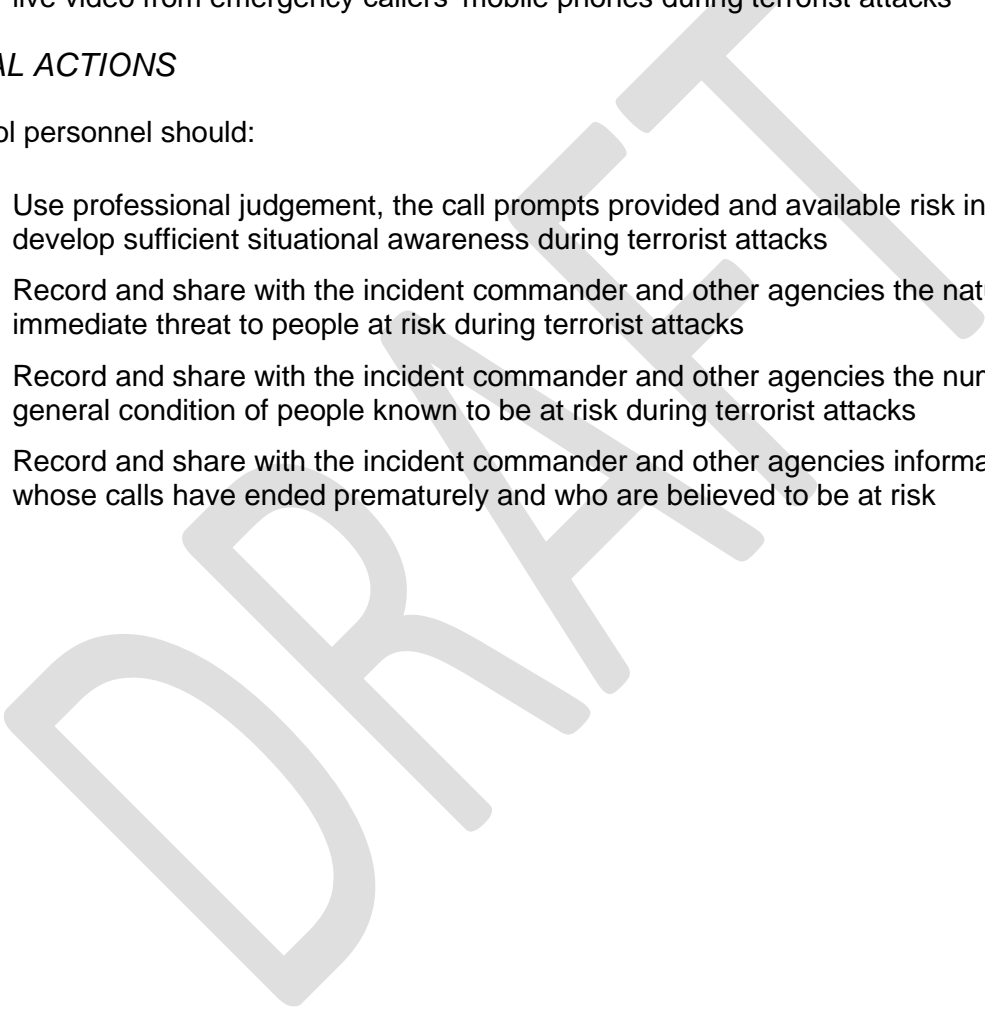 live video from emergency callers' mobile phones during terrorist attacks
AL ACTIONS
ol personnel should:
Use professional judgement, the call prompts provided and available risk in
develop sufficient situational awareness during terrorist attacks
Record and share with the incident commander and other agencies the natu
immediate threat to people at risk during terrorist attacks
Record and share with the incident commander and other agencies the num
general condition of people known to be at risk during terrorist attacks
Record and share with the incident commander and other agencies informa
whose calls have ended prematurely and who are believed to be at risk
DRAFT